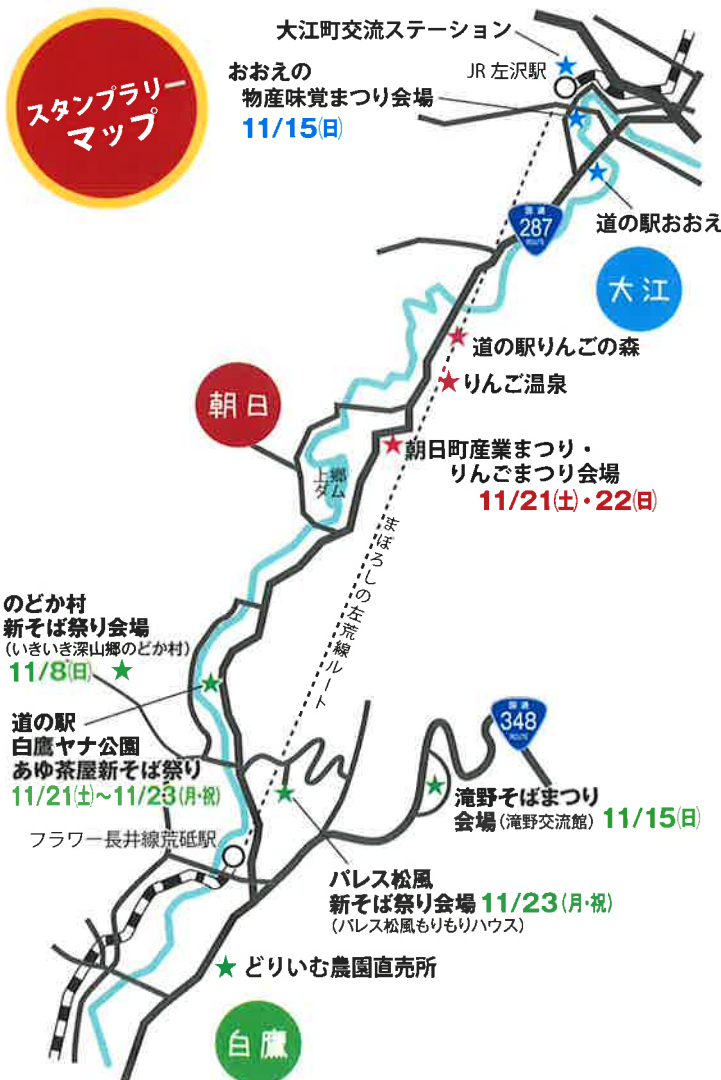 スタンプラリー
マップ
大江町交流ステーション
JR 左沢駅
おおえの
物産味覚まつり会場
11/15(日)
国道
287
ROUTE
道の駅おおえ
大江
道の駅りんごの森
りんご温泉
朝日
朝日町産業まつり・
りんごまつり会場
11/21(土)・22(日)
上郷
ダム
まぼろしの左荒線ルート
のどか村
新そば祭り会場
(いきいき深山郷のどか村)
11/8(日)
道の駅
白鷹ヤナ公園
あゆ茶屋新そば祭り
11/21(土)~11/23(月・祝)
国道
348
ROUTE
滝野そばまつり
会場(滝野交流館) 11/15(日)
フラワー長井線荒砥駅
パレス松風
新そば祭り会場 11/23(月・祝)
(パレス松風もりもりハウス)
どりいむ農園直売所
白鷹